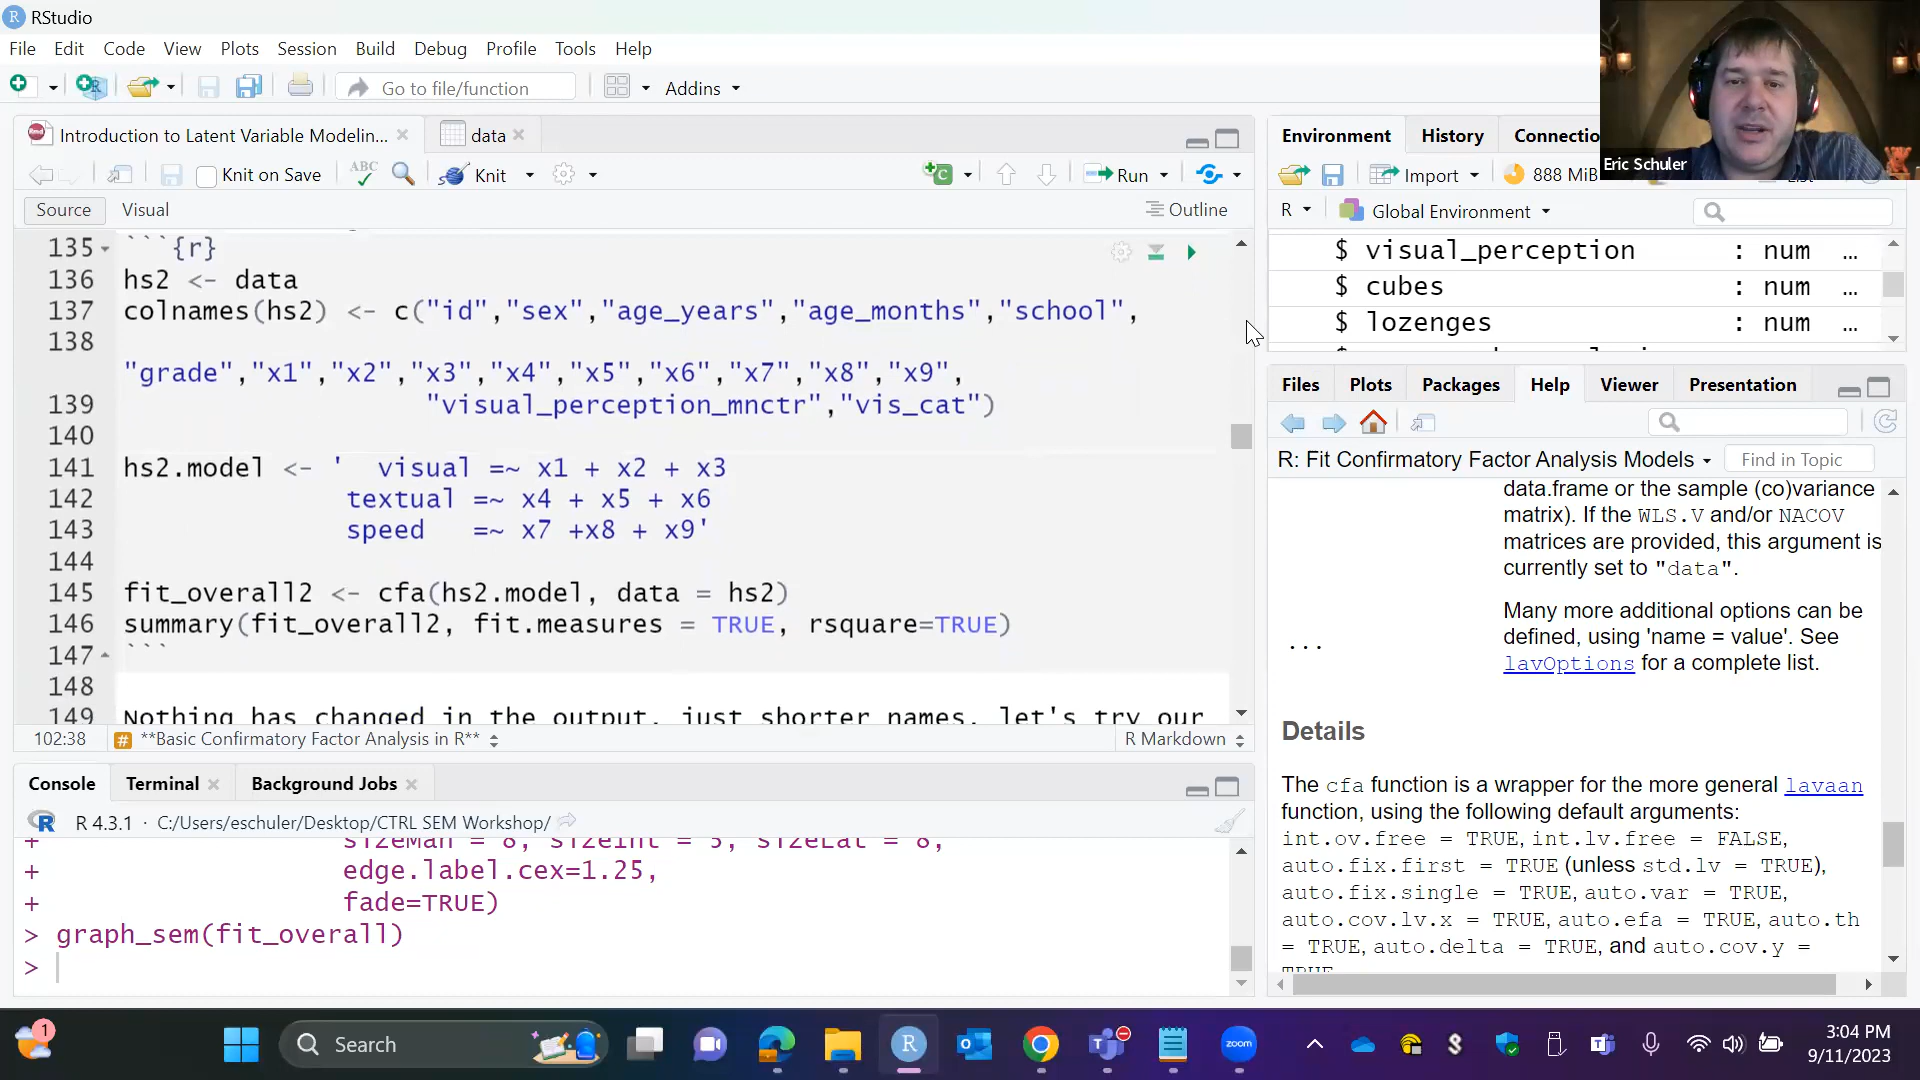 RStudio
File Edit Code View Plots Session Build Debug Profile Tools Help
Go to file/function
Addins
Introduction to Latent Variable Modelin...
data
Knit on Save
ABC
Knit
Run
Source Visual
Outline
135 ```{r}
136 hs2 <- data
137 colnames(hs2) <- c("id","sex","age_years","age_months","school",
138
"grade","x1","x2","x3","x4","x5","x6","x7","x8","x9",
139 "visual_perception_mnctr","vis_cat")
140
141 hs2.model <- ' visual =~ x1 + x2 + x3
142 textual =~ x4 + x5 + x6
143 speed =~ x7 +x8 + x9'
144
145 fit_overall2 <- cfa(hs2.model, data = hs2)
146 summary(fit_overall2, fit.measures = TRUE, rsquare=TRUE)
147 ```
148
149 Nothing has changed in the output, just shorter names, let's try our
102:38 # **Basic Confirmatory Factor Analysis in R** R Markdown
Console Terminal Background Jobs
R 4.3.1 · C:/Users/eschuler/Desktop/CTRL SEM Workshop/
+ sizeMan = 8, sizeInt = 5, sizeLat = 8,
+ edge.label.cex=1.25,
+ fade=TRUE)
> graph_sem(fit_overall)
>
Environment History Connectio
Import 888 MiB
R Global Environment
$ visual_perception : num ...
$ cubes : num ...
$ lozenges : num ...
Eric Schuler
Files Plots Packages Help Viewer Presentation
R: Fit Confirmatory Factor Analysis Models Find in Topic
data.frame or the sample (co)variance
matrix). If the WLS.V and/or NACOV
matrices are provided, this argument is
currently set to "data".
... Many more additional options can be
defined, using 'name = value'. See
lavOptions for a complete list.
Details
The cfa function is a wrapper for the more general lavaan
function, using the following default arguments:
int.ov.free = TRUE, int.lv.free = FALSE,
auto.fix.first = TRUE (unless std.lv = TRUE),
auto.fix.single = TRUE, auto.var = TRUE,
auto.cov.lv.x = TRUE, auto.efa = TRUE, auto.th
= TRUE, auto.delta = TRUE, and auto.cov.y =
TRUE
1
Search
zoom
3:04 PM
9/11/2023